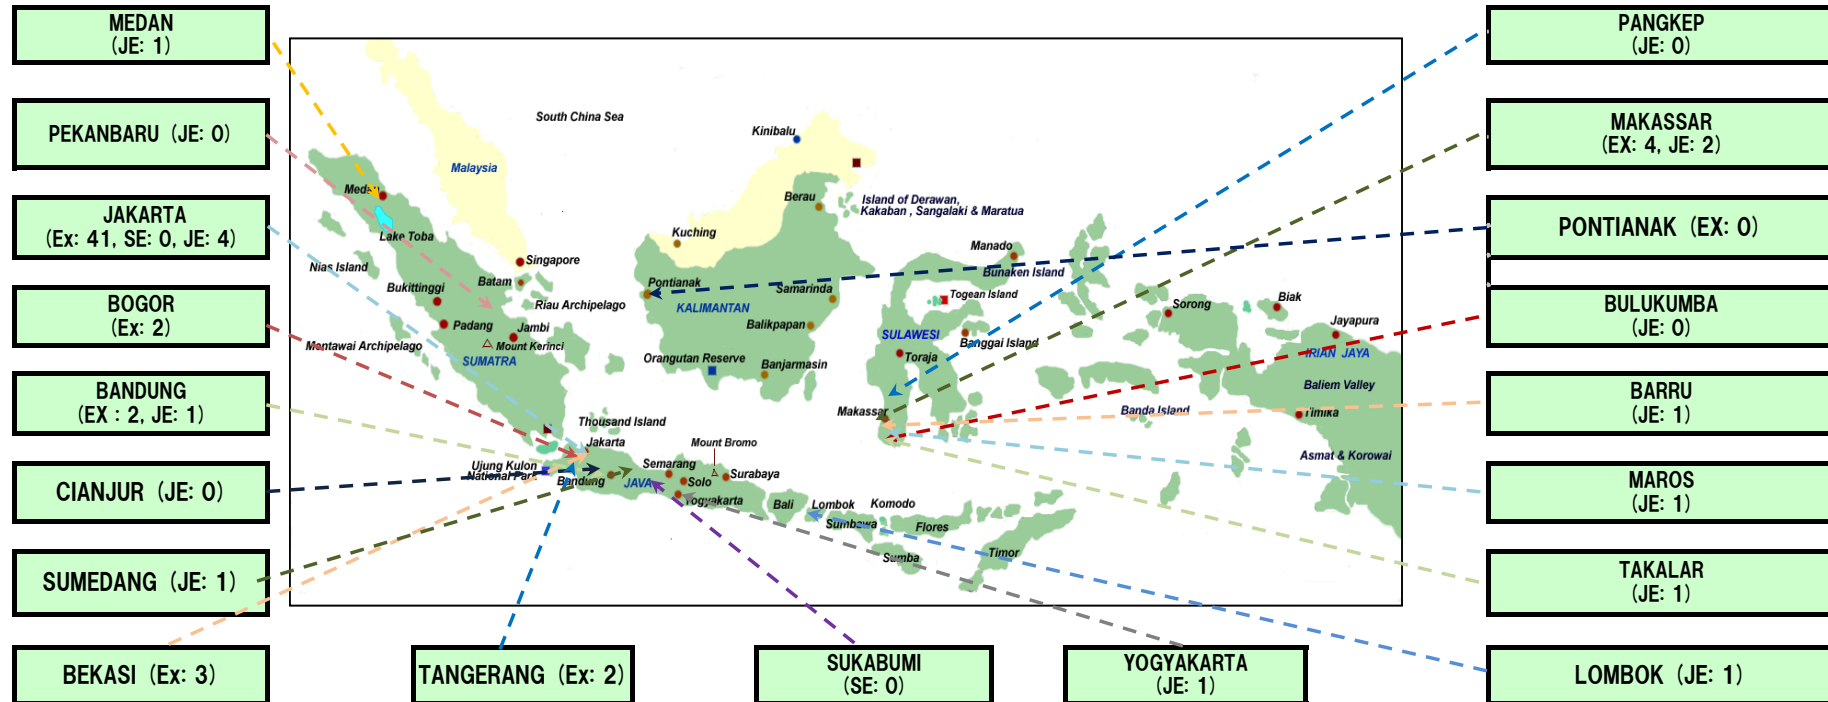 MEDAN
(JE: 1)
PEKANBARU (JE: 0)
JAKARTA
(Ex: 41, SE: 0, JE: 4)
BOGOR
(Ex: 2)
BANDUNG
(EX : 2, JE: 1)
CIANJUR (JE: 0)
SUMEDANG (JE: 1)
BEKASI (Ex: 3)
TANGERANG (Ex: 2)
SUKABUMI
(SE: 0)
YOGYAKARTA
(JE: 1)
PANGKEP
(JE: 0)
MAKASSAR
(EX: 4, JE: 2)
PONTIANAK (EX: 0)
BULUKUMBA
(JE: 0)
BARRU
(JE: 1)
MAROS
(JE: 1)
TAKALAR
(JE: 1)
LOMBOK (JE: 1)
South China Sea
Kinibalu
Malaysia
Medan
Berau
Island of Derawan,
Kakaban , Sangalaki & Maratua
Lake Toba
Kuching
Manado
Nias Island
Singapore
Bunaken Island
Bukittinggi
Batam
Pontianak
Samarinda
Togean Island
Riau Archipelago
KALIMANTAN
Sorong
Biak
Padang
Jambi
Balikpapan
SULAWESI
Jayapura
Mentawai Archipelago
Mount Kerinci
Banggai Island
SUMATRA
Orangutan Reserve
Banjarmasin
Toraja
IRIAN JAYA
Baliem Valley
Thousand Island
Makassar
Banda Island
Timika
Jakarta
Mount Bromo
Asmat & Korowai
Ujung Kulon
National Park
Semarang
Surabaya
Bandung
JAVA
Solo
Yogyakarta
Bali
Lombok
Komodo
Sumbawa
Flores
Sumba
Timor